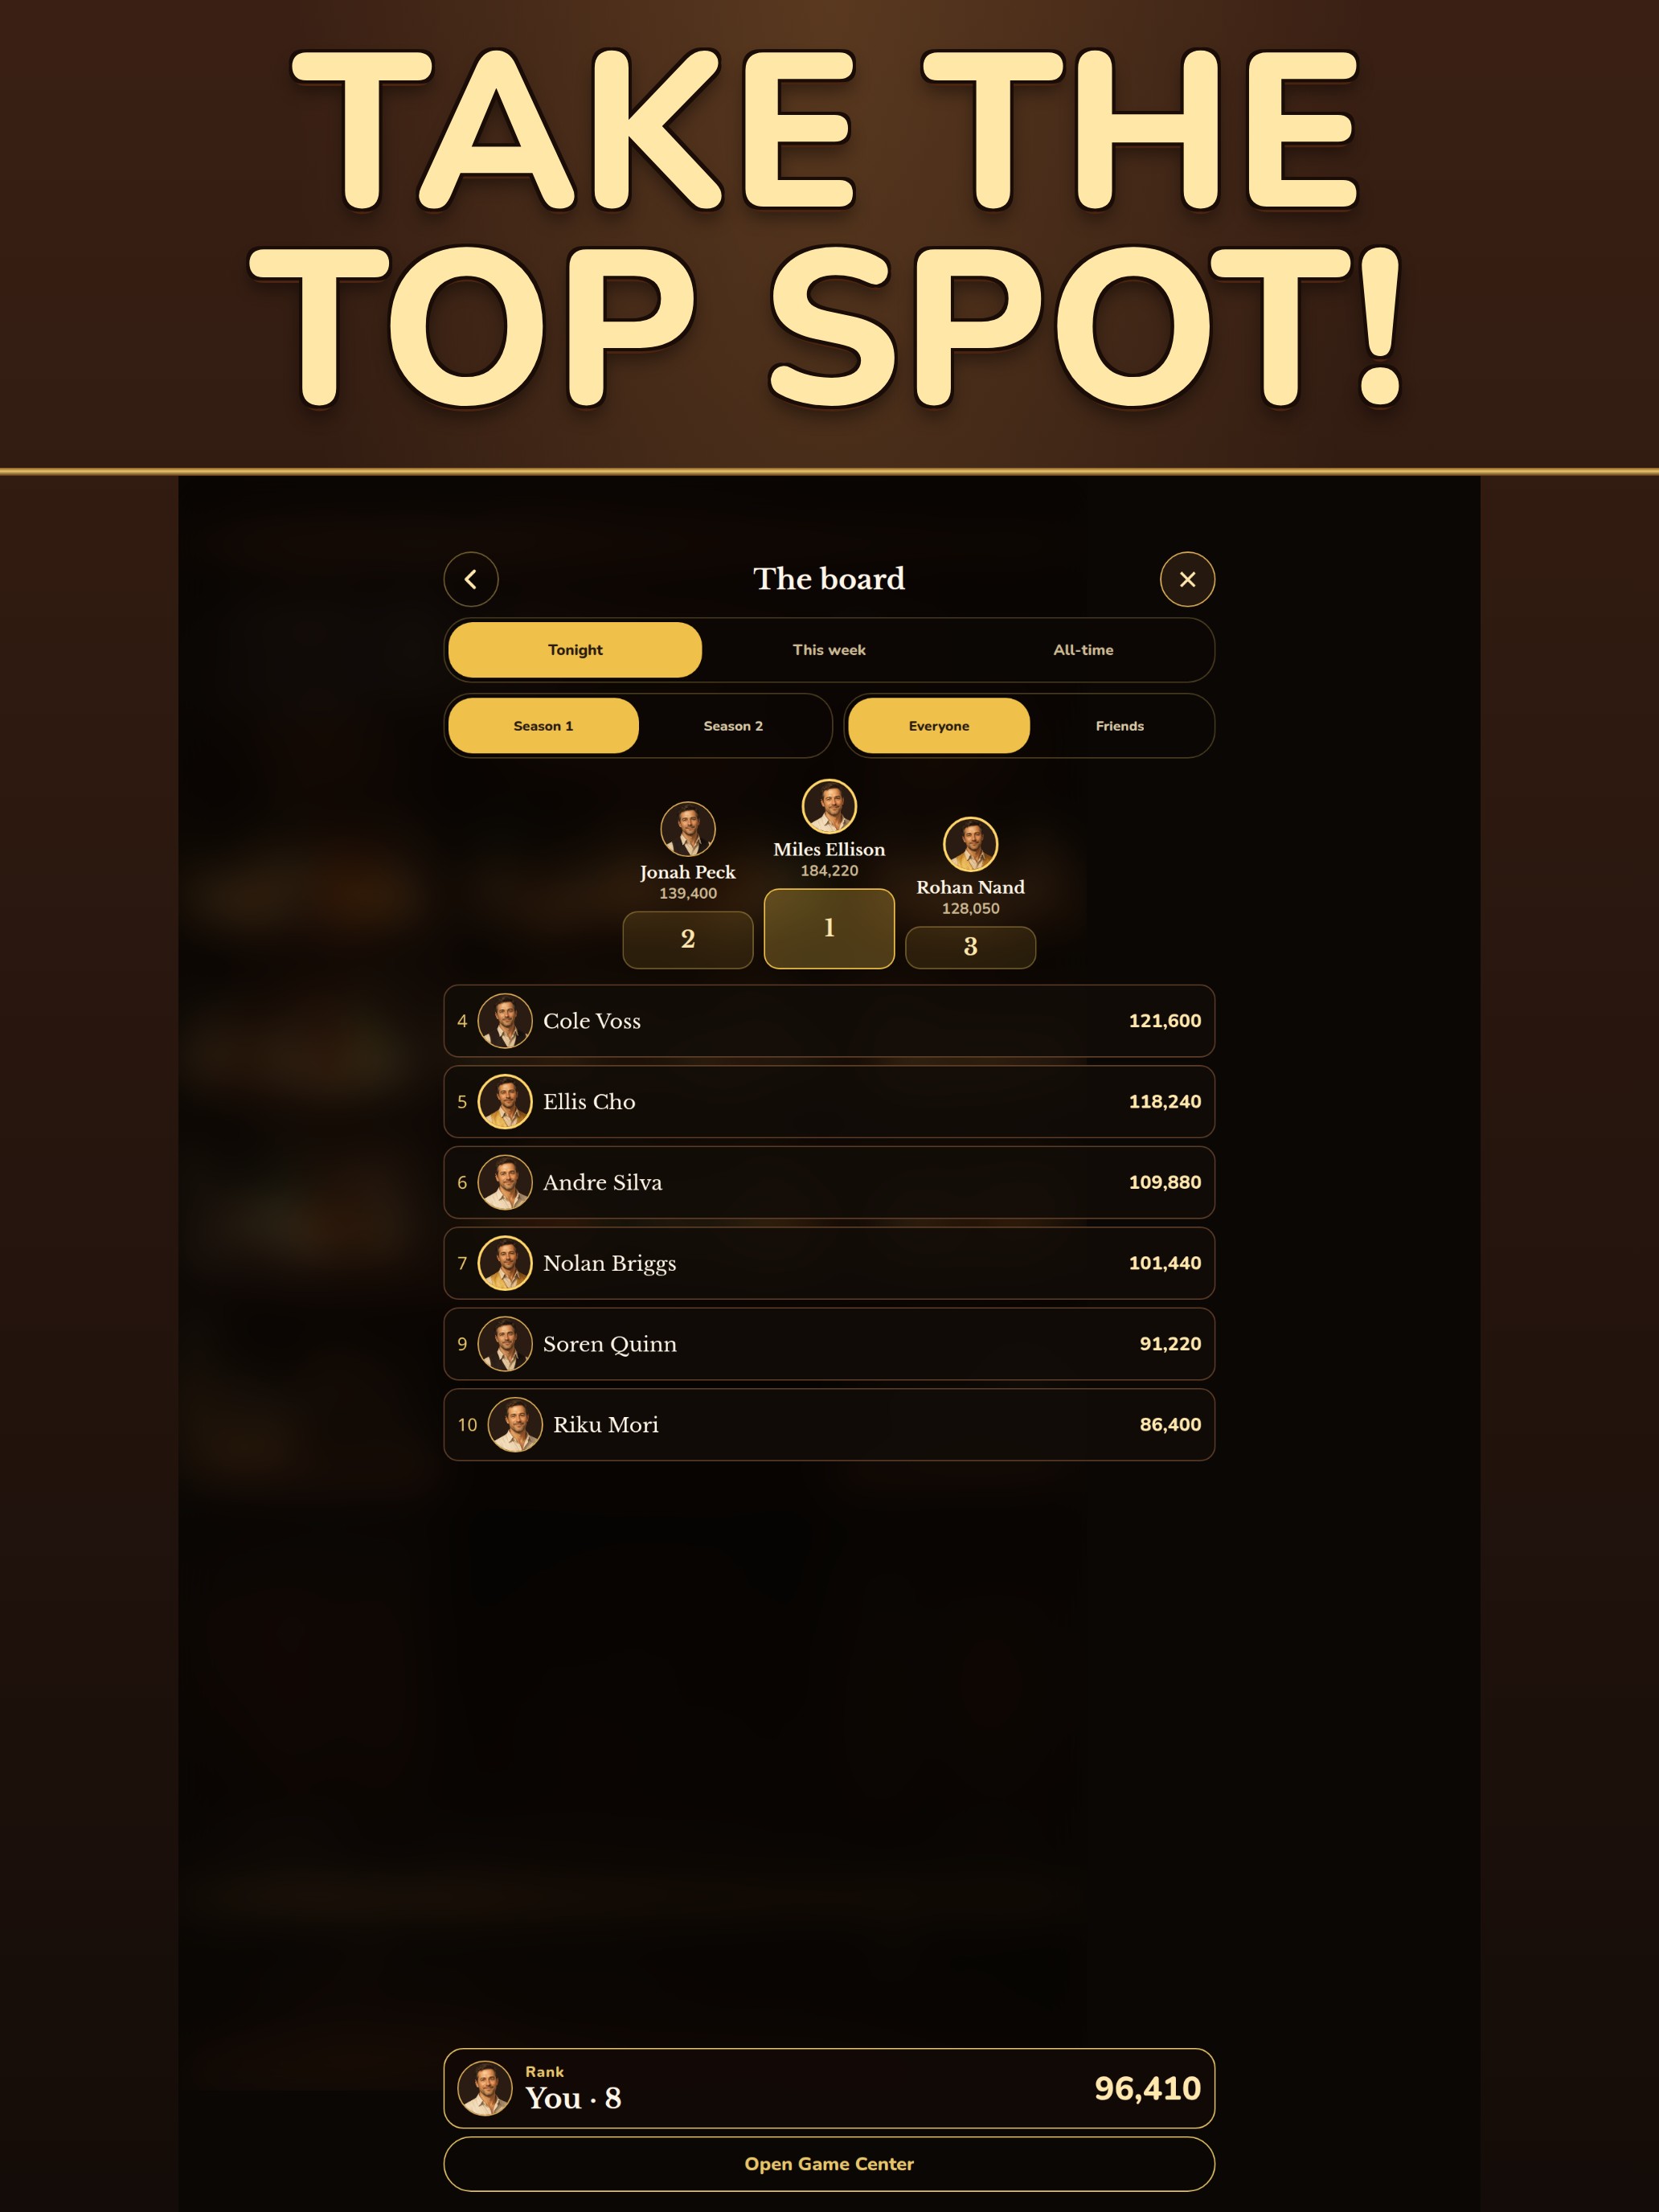 TAKE THE
TOP SPOT!
The board
Tonight This week All-time
Season 1 Season 2 Everyone Friends
Miles Ellison
184,220
Jonah Peck
139,400
Rohan Nand
128,050
2 1 3
4 Cole Voss 121,600
5 Ellis Cho 118,240
6 Andre Silva 109,880
7 Nolan Briggs 101,440
9 Soren Quinn 91,220
10 Riku Mori 86,400
Rank
You · 8 96,410
Open Game Center